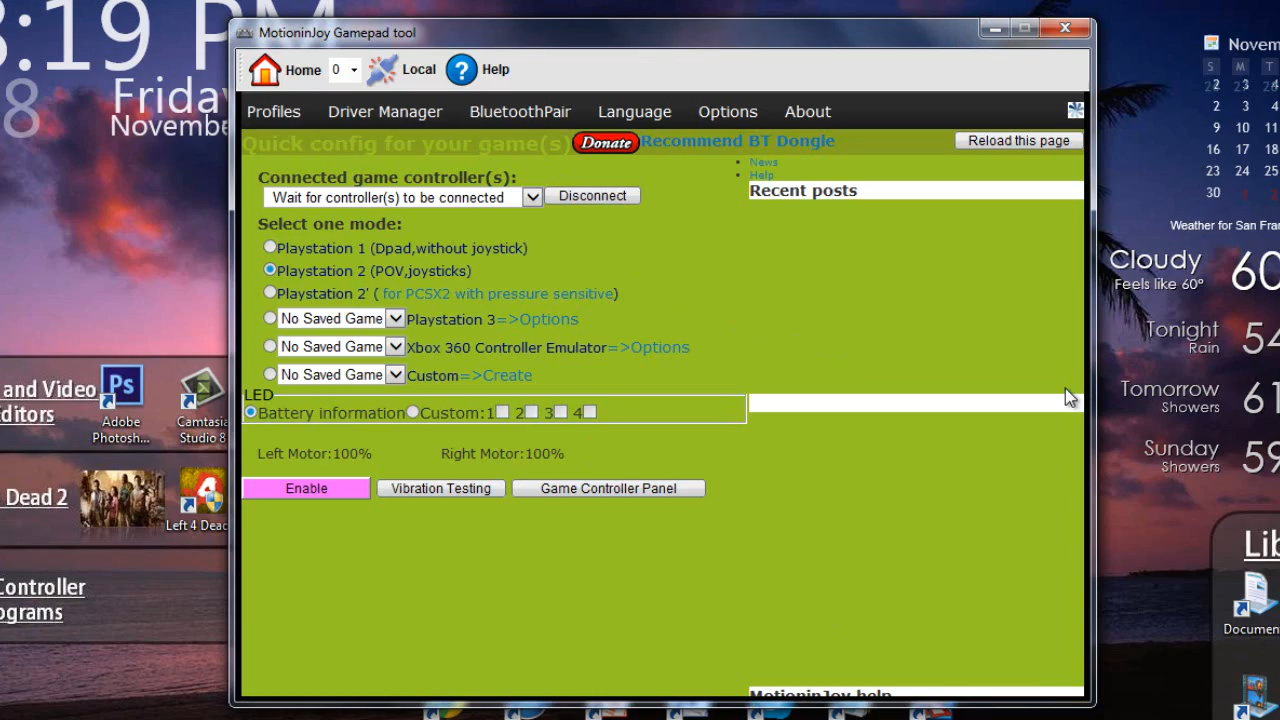 :19 PM
8
Friday
November
MotioninJoy Gamepad tool
Home 0 Local ? Help
Profiles Driver Manager BluetoothPair Language Options About
Quick config for your game(s) Donate Recommend BT Dongle Reload this page
News
Help
Recent posts
Connected game controller(s):
Wait for controller(s) to be connected Disconnect
Select one mode:
Playstation 1 (Dpad,without joystick)
Playstation 2 (POV,joysticks)
Playstation 2' ( for PCSX2 with pressure sensitive)
No Saved Game Playstation 3=>Options
No Saved Game Xbox 360 Controller Emulator=>Options
No Saved Game Custom=>Create
LED
Battery information Custom:1 2 3 4
Left Motor:100% Right Motor:100%
Enable Vibration Testing Game Controller Panel
MotioninJoy help
and Video
ditors
Ps
Adobe
Photosh...
Camtas
Studio 8
Dead 2
4
Left 4 Dead
Controller
ograms
Novem
S M T
2 3 4
9 10 11
16 17 18
23 24 25
30
Weather for San Fra
Cloudy 60
Feels like 60°
Tonight 54
Rain
Tomorrow 61
Showers
Sunday 59
Showers
Lib
Documen